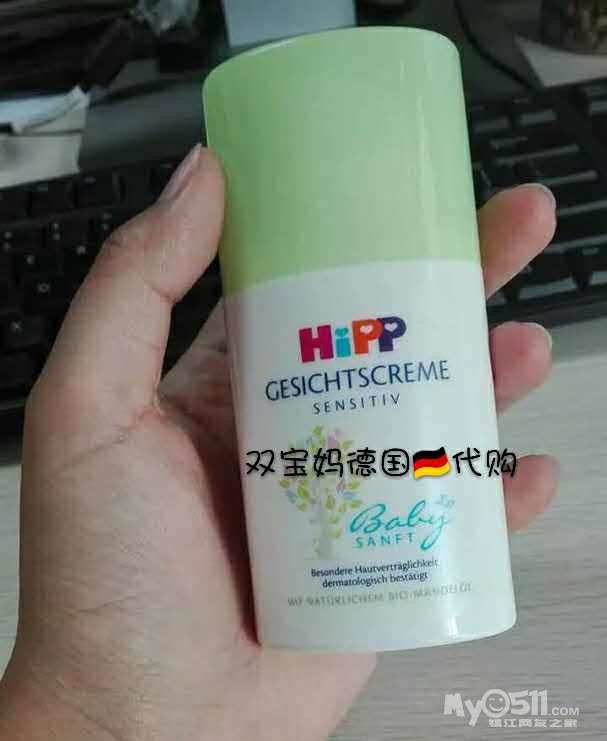 HiPP
GESICHTSCREME
SENSITIV
双宝妈德国🇩🇪代购
Baby
SANFT
Besondere Hautverträglichkeit
dermatologisch bestätigt
MIT NATÜRLICHEM BIO-MANDELÖL
My0511.COM
镇江网友之家